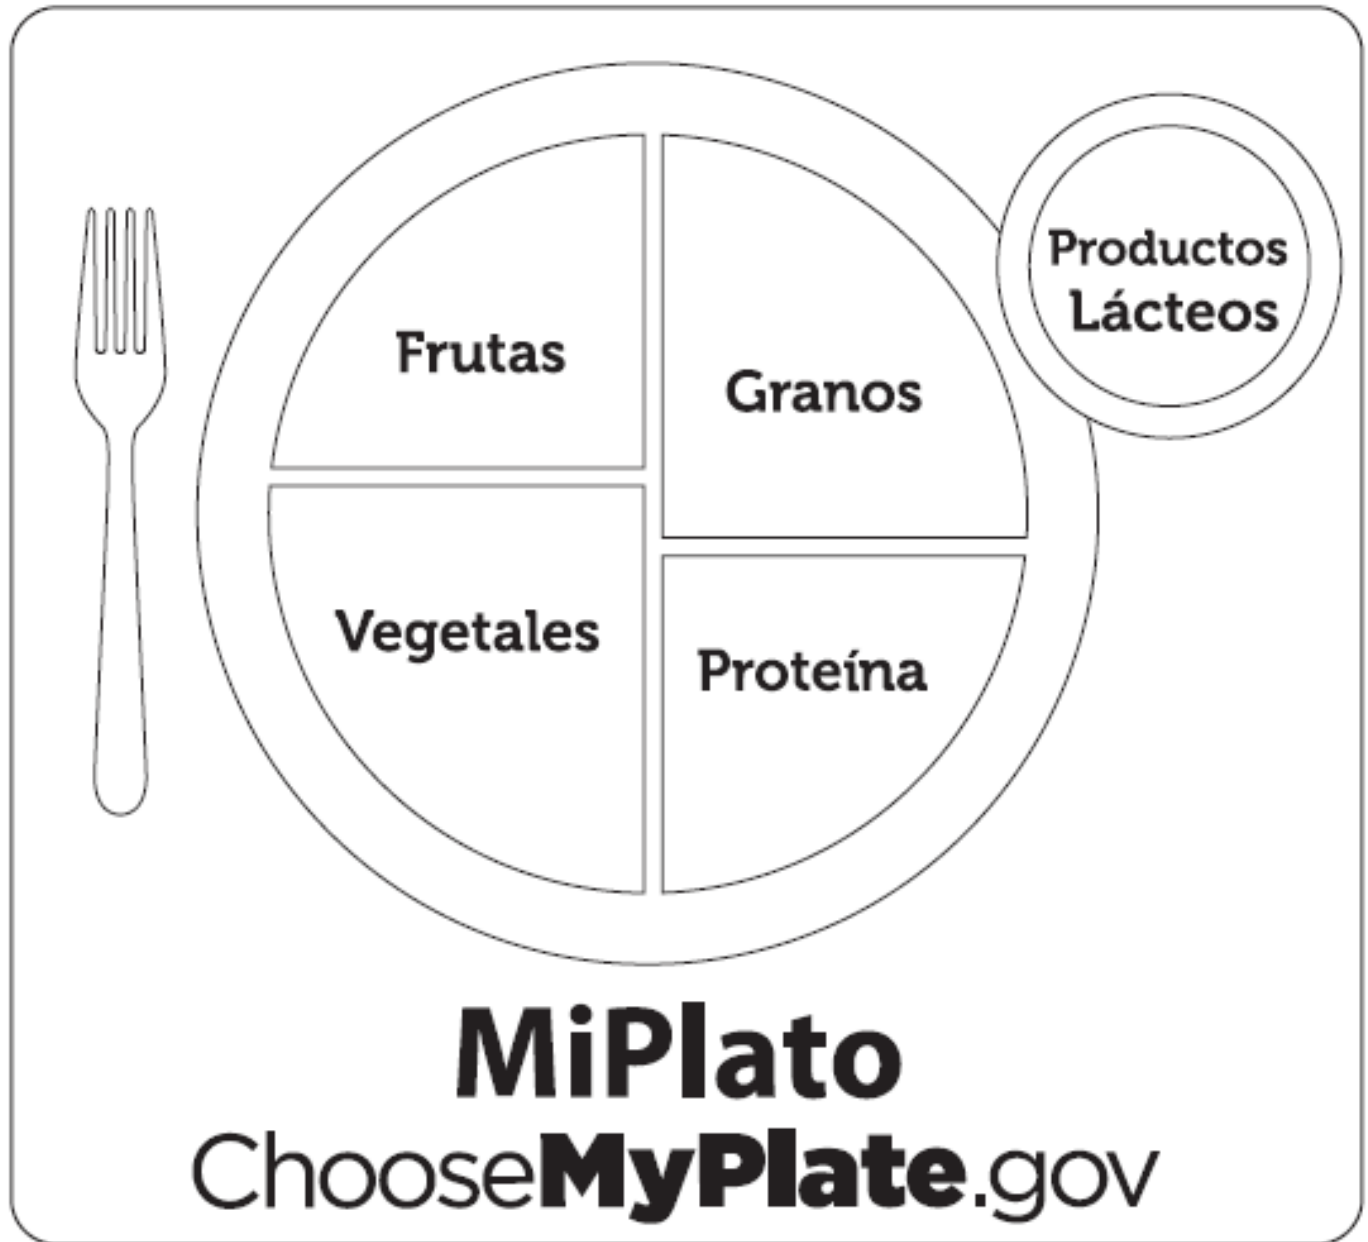 Frutas
Granos
Productos
Lácteos
Vegetales
Proteína
MiPlato
ChooseMyPlate.gov